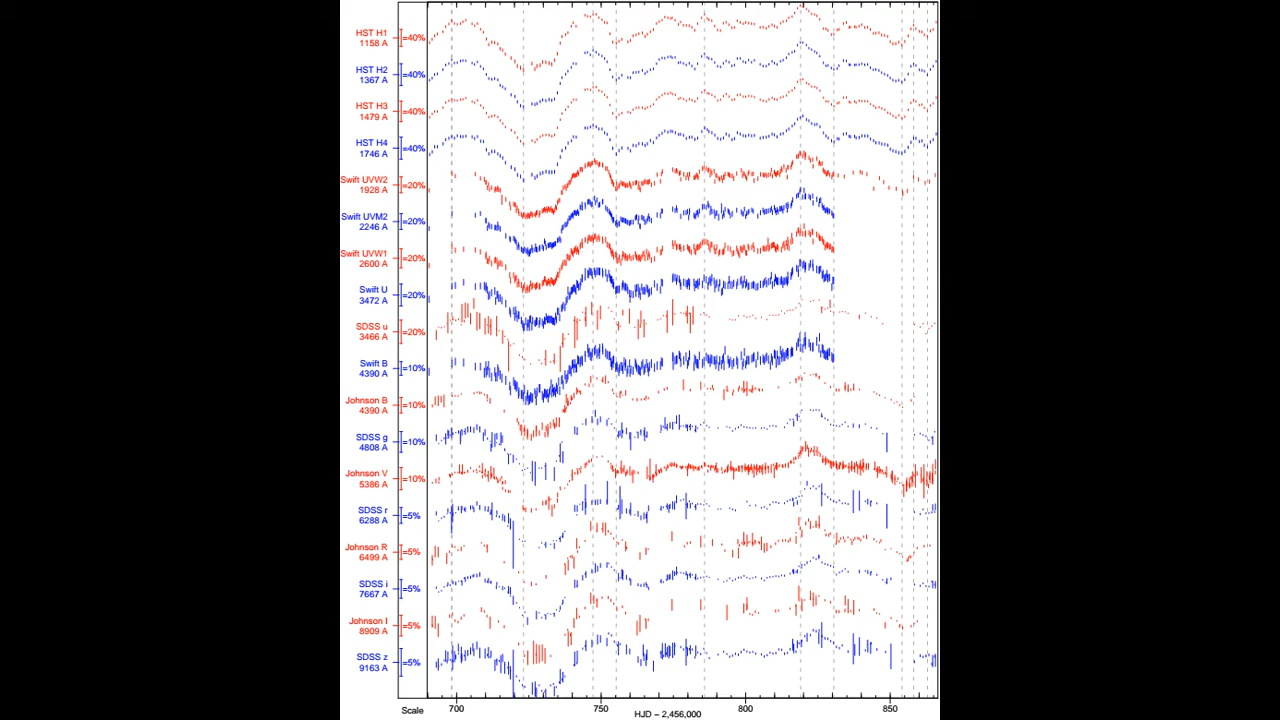 HST H1
1158 A =40%
HST H2
1367 A =40%
HST H3
1479 A =40%
HST H4
1746 A =40%
Swift UVW2
1928 A =20%
Swift UVM2
2246 A =20%
Swift UVW1
2600 A =20%
Swift U
3472 A =20%
SDSS u
3466 A =20%
Swift B
4390 A =10%
Johnson B
4390 A =10%
SDSS g
4808 A =10%
Johnson V
5386 A =10%
SDSS r
6288 A =5%
Johnson R
6499 A =5%
SDSS i
7667 A =5%
Johnson I
8909 A =5%
SDSS z
9163 A =5%
Scale 700 750 800 850
HJD − 2,456,000